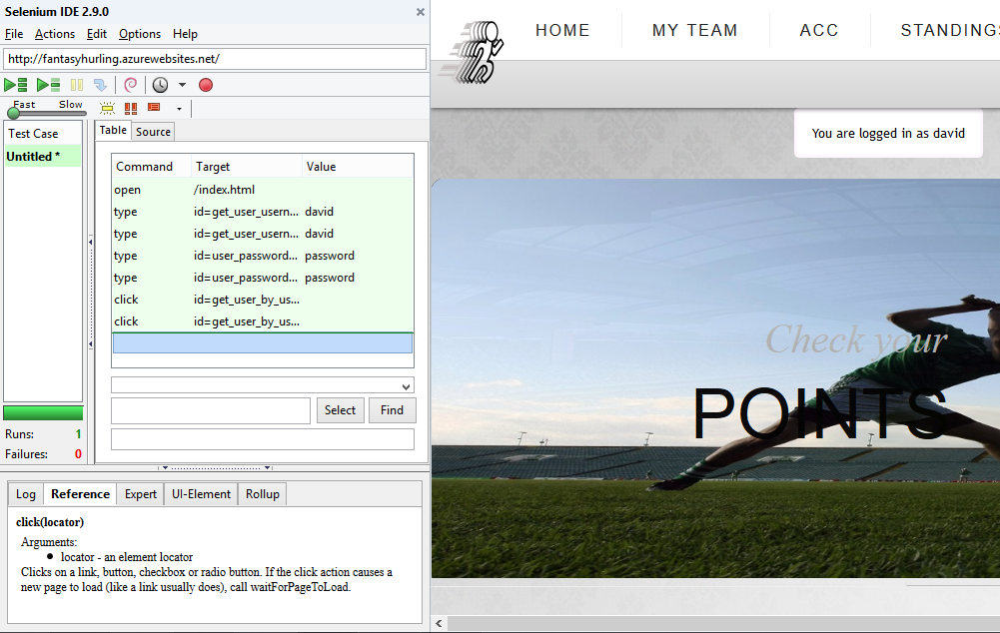 Selenium IDE 2.9.0
File Actions Edit Options Help
http://fantasyhurling.azurewebsites.net/
Fast Slow
Test Case
Untitled *
Runs: 1
Failures: 0
Table Source
Command Target Value
open /index.html
type id=get_user_usern... david
type id=get_user_usern... david
type id=user_password... password
type id=user_password... password
click id=get_user_by_us...
click id=get_user_by_us...
Select Find
Log Reference Expert UI-Element Rollup
click(locator)
Arguments:
locator - an element locator
Clicks on a link, button, checkbox or radio button. If the click action causes a
new page to load (like a link usually does), call waitForPageToLoad.
HOME MY TEAM ACC STANDINGS
You are logged in as david
Check your
POINTS